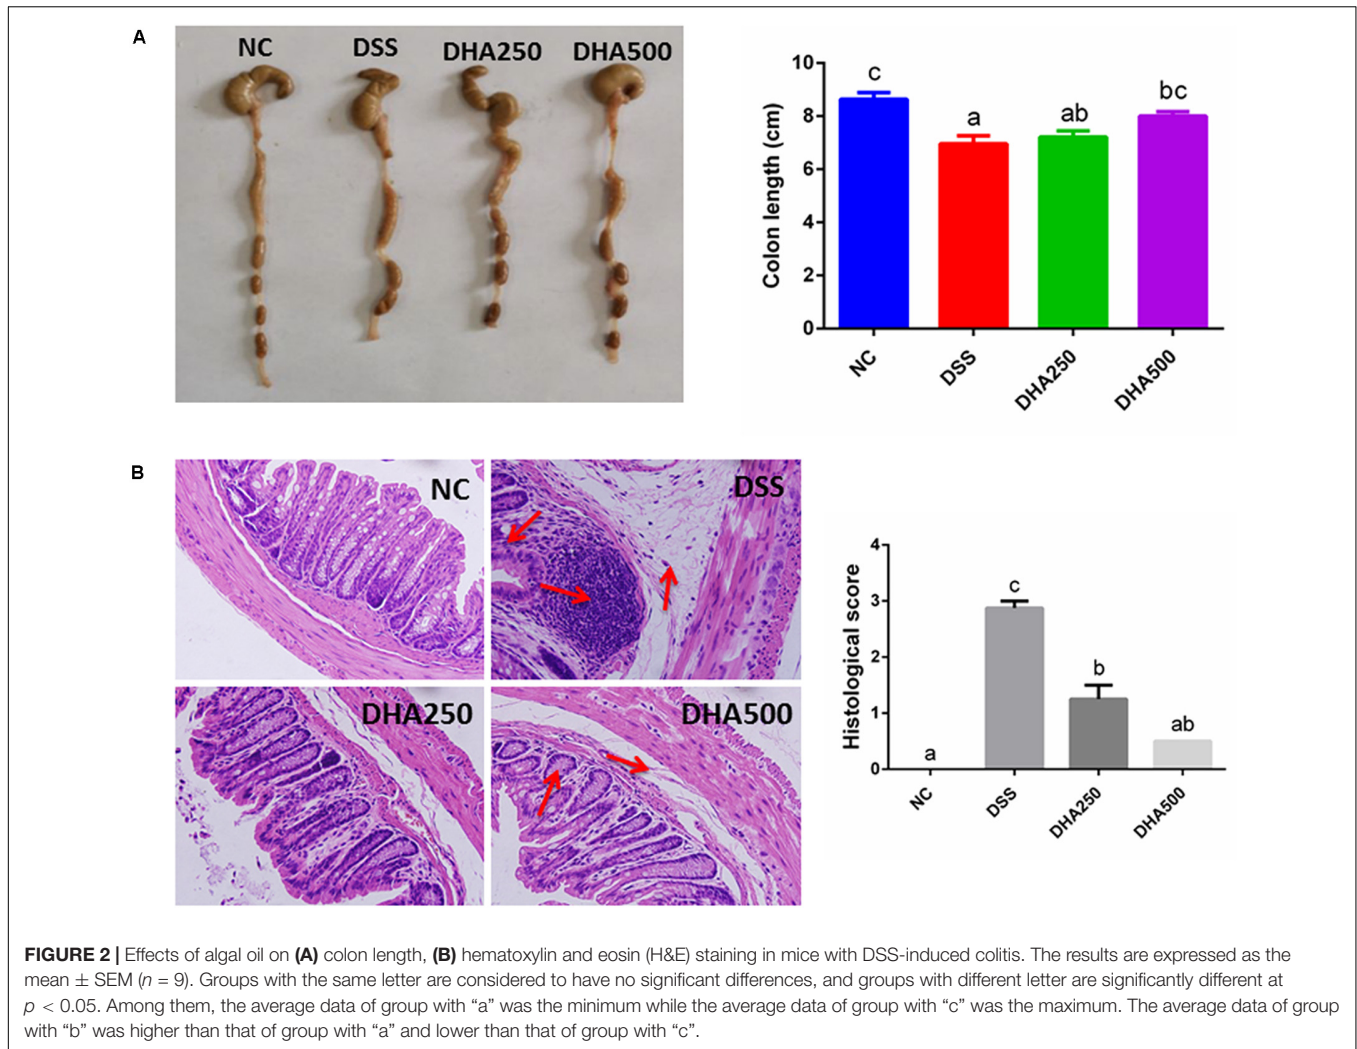 A
NC DSS DHA250 DHA500
10
8
6
4
2
0
Colon length (cm)
c
a
ab
bc
NC
DSS
DHA250
DHA500
B
NC
DSS
DHA250
DHA500
4
3
2
1
0
Histological score
a
c
b
ab
NC
DSS
DHA250
DHA500
FIGURE 2 | Effects of algal oil on (A) colon length, (B) hematoxylin and eosin (H&E) staining in mice with DSS-induced colitis. The results are expressed as the
mean ± SEM (n = 9). Groups with the same letter are considered to have no significant differences, and groups with different letter are significantly different at
p < 0.05. Among them, the average data of group with “a” was the minimum while the average data of group with “c” was the maximum. The average data of group
with “b” was higher than that of group with “a” and lower than that of group with “c”.